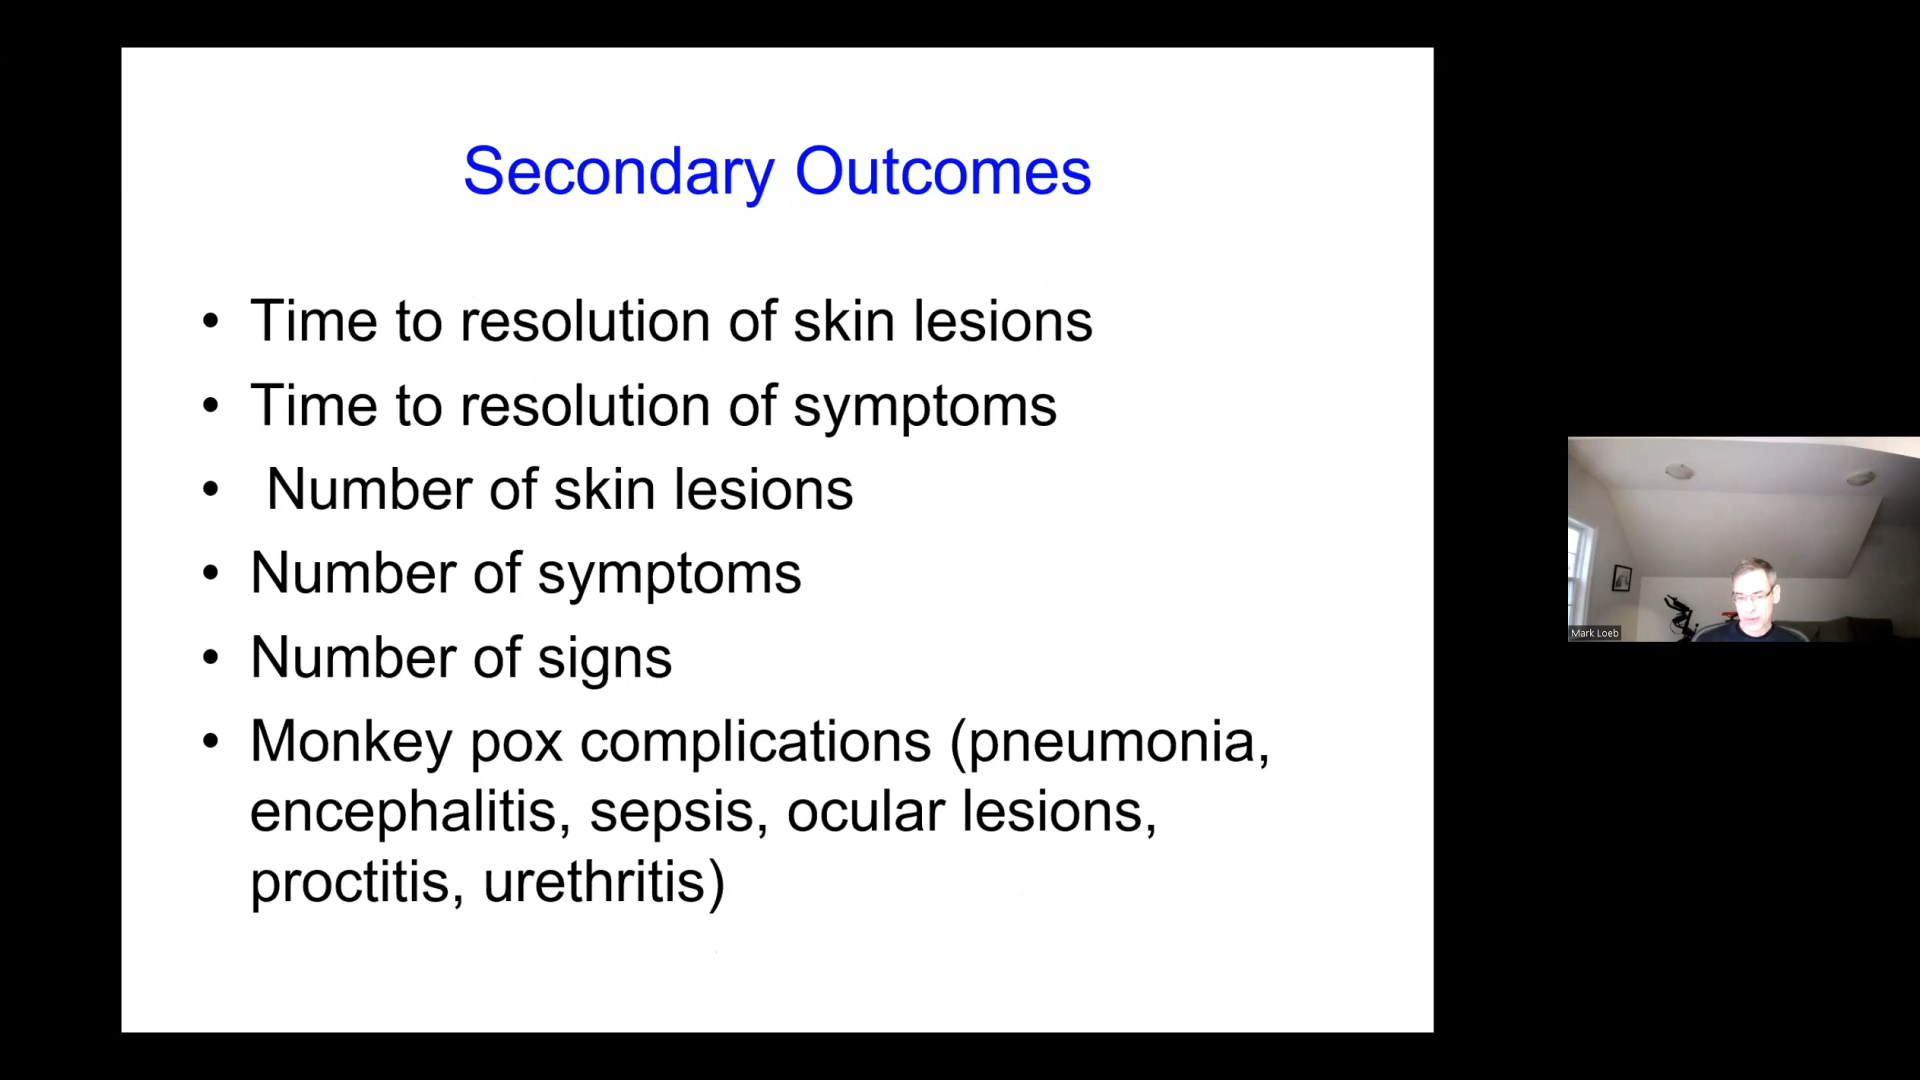 Secondary Outcomes
• Time to resolution of skin lesions
• Time to resolution of symptoms
• Number of skin lesions
• Number of symptoms
• Number of signs
• Monkey pox complications (pneumonia,
encephalitis, sepsis, ocular lesions,
proctitis, urethritis)
Mark Loeb